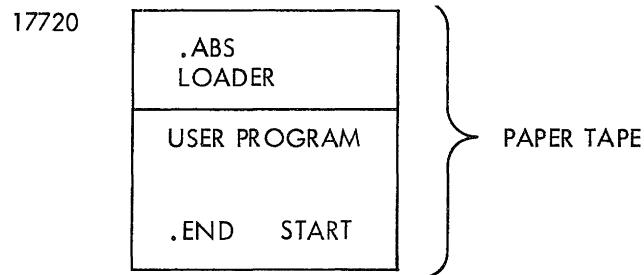 17720
.ABS
LOADER
USER PROGRAM
PAPER TAPE
.END START